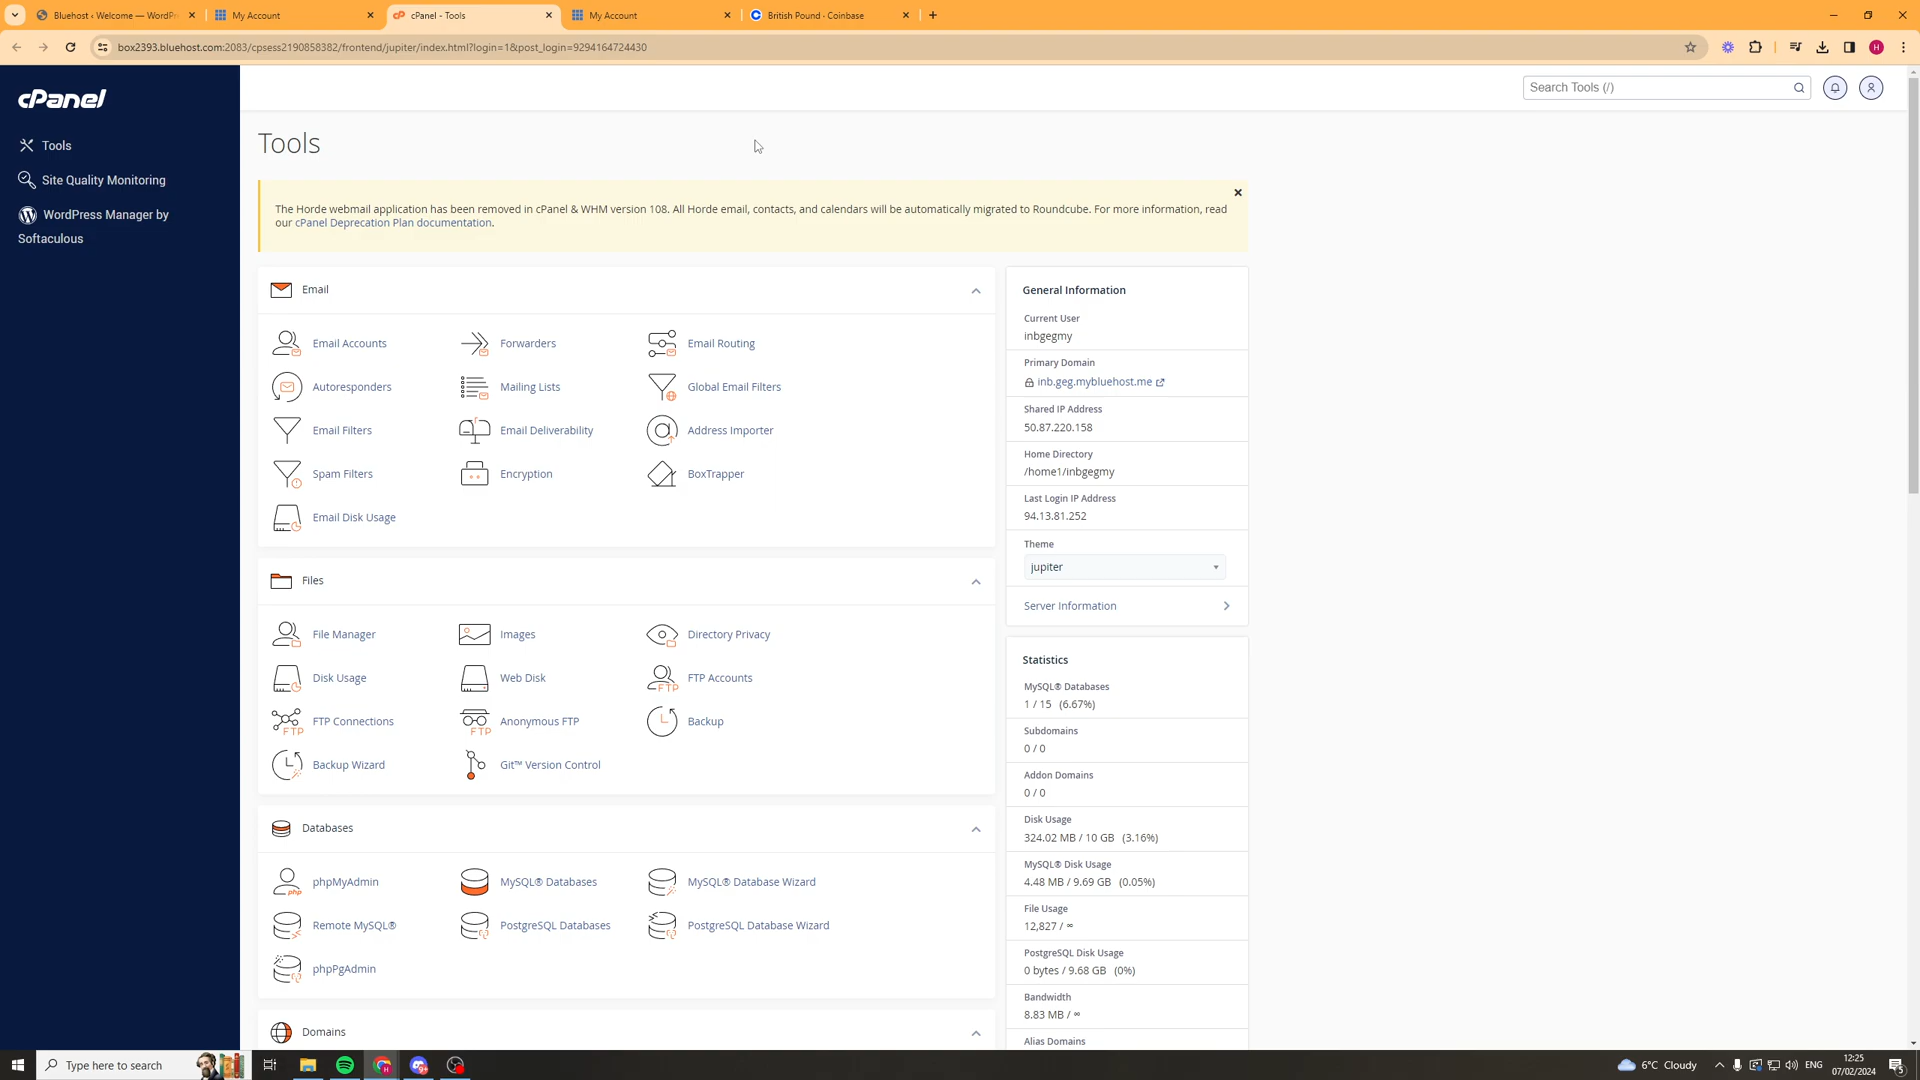 Bluehost ‹ Welcome — WordPr
My Account
cPanel - Tools
My Account
British Pound - Coinbase
box2393.bluehost.com:2083/cpsess2190858382/frontend/jupiter/index.html?login=1&post_login=9294164724430
cPanel
Tools
Site Quality Monitoring
WordPress Manager by
Softaculous
Search Tools (/)
Tools
The Horde webmail application has been removed in cPanel & WHM version 108. All Horde email, contacts, and calendars will be automatically migrated to Roundcube. For more information, read
our cPanel Deprecation Plan documentation.
Email
Email Accounts
Forwarders
Email Routing
Autoresponders
Mailing Lists
Global Email Filters
Email Filters
Email Deliverability
Address Importer
Spam Filters
Encryption
BoxTrapper
Email Disk Usage
Files
File Manager
Images
Directory Privacy
Disk Usage
Web Disk
FTP Accounts
FTP Connections
Anonymous FTP
Backup
Backup Wizard
Git™ Version Control
Databases
phpMyAdmin
MySQL® Databases
MySQL® Database Wizard
Remote MySQL®
PostgreSQL Databases
PostgreSQL Database Wizard
phpPgAdmin
Domains
General Information
Current User
inbgegmy
Primary Domain
inb.geg.mybluehost.me
Shared IP Address
50.87.220.158
Home Directory
/home1/inbgegmy
Last Login IP Address
94.13.81.252
Theme
jupiter
Server Information
Statistics
MySQL® Databases
1 / 15 (6.67%)
Subdomains
0 / 0
Addon Domains
0 / 0
Disk Usage
324.02 MB / 10 GB (3.16%)
MySQL® Disk Usage
4.48 MB / 9.69 GB (0.05%)
File Usage
12,827 / ∞
PostgreSQL Disk Usage
0 bytes / 9.68 GB (0%)
Bandwidth
8.83 MB / ∞
Alias Domains
Type here to search
6°C Cloudy
ENG
12:25
07/02/2024